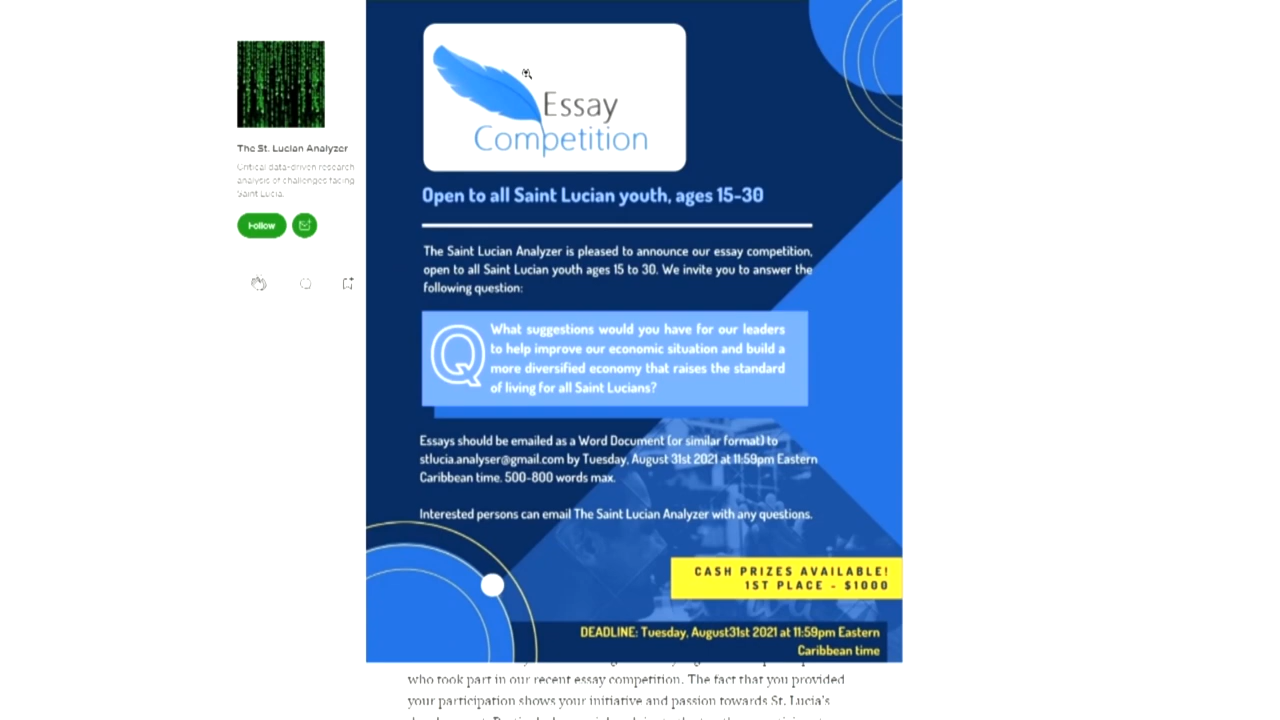 Essay
Competition
Open to all Saint Lucian youth, ages 15-30
The Saint Lucian Analyzer is pleased to announce our essay competition,
open to all Saint Lucian youth ages 15 to 30. We invite you to answer the
following question:
Q
What suggestions would you have for our leaders
to help improve our economic situation and build a
more diversified economy that raises the standard
of living for all Saint Lucians?
Essays should be emailed as a Word Document (or similar format) to
stlucia.analyser@gmail.com by Tuesday, August 31st 2021 at 11:59pm Eastern
Caribbean time. 500-800 words max.
Interested persons can email The Saint Lucian Analyzer with any questions.
CASH PRIZES AVAILABLE!
1ST PLACE - $1000
DEADLINE: Tuesday, August31st 2021 at 11:59pm Eastern
Caribbean time
The St. Lucian Analyzer
Critical data-driven research
analysis of challenges facing
Saint Lucia.
Follow
who took part in our recent essay competition. The fact that you provided
your participation shows your initiative and passion towards St. Lucia's